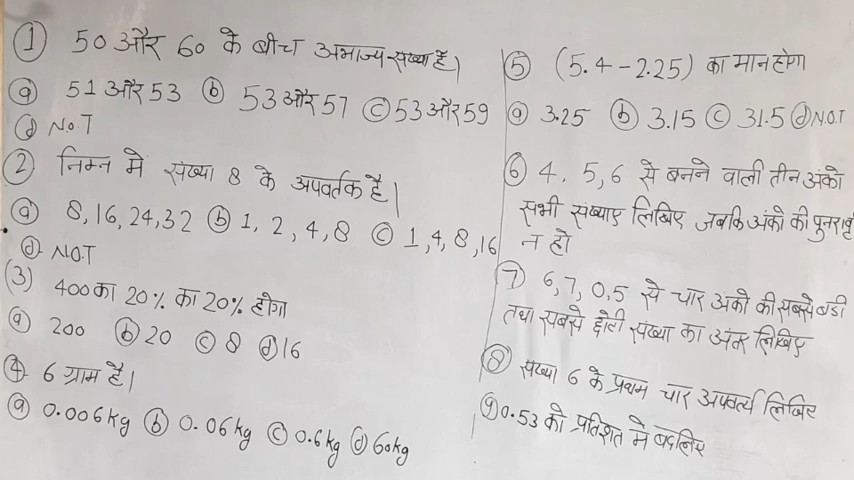 ① 50 और 60 के बीच अभाज्य संख्या है।
ⓐ 51 और 53 ⓑ 53 और 57 ⓒ 53 और 59
ⓓ NOT
② निम्न में संख्या 8 के अपवर्तक है।
ⓐ 8, 16, 24, 32 ⓑ 1, 2, 4, 8 ⓒ 1, 4, 8, 16
ⓓ NOT
(3) 400 का 20% का 20% होगा
ⓐ 200 ⓑ 20 ⓒ 8 ⓓ 16
④ 6 ग्राम है।
ⓐ 0.006 kg ⓑ 0.06 kg ⓒ 0.6 kg ⓓ 60 kg
⑤ (5.4 - 2.25) का मान होगा
ⓐ 3.25 ⓑ 3.15 ⓒ 31.5 ⓓ N.O.T
⑥ 4, 5, 6 से बनने वाली तीन अंको
सभी संख्याए लिखिए जबकि अंको की पुनरावृ
न हो
⑦ 6, 7, 0, 5 से चार अंको की सबसे बडी
तथा सबसे छोटी संख्या का अंतर लिखिए
⑧ संख्या 6 के प्रथम चार अपवर्त्य लिखिए
⑨ 0.53 को प्रतिशत में बदलिए